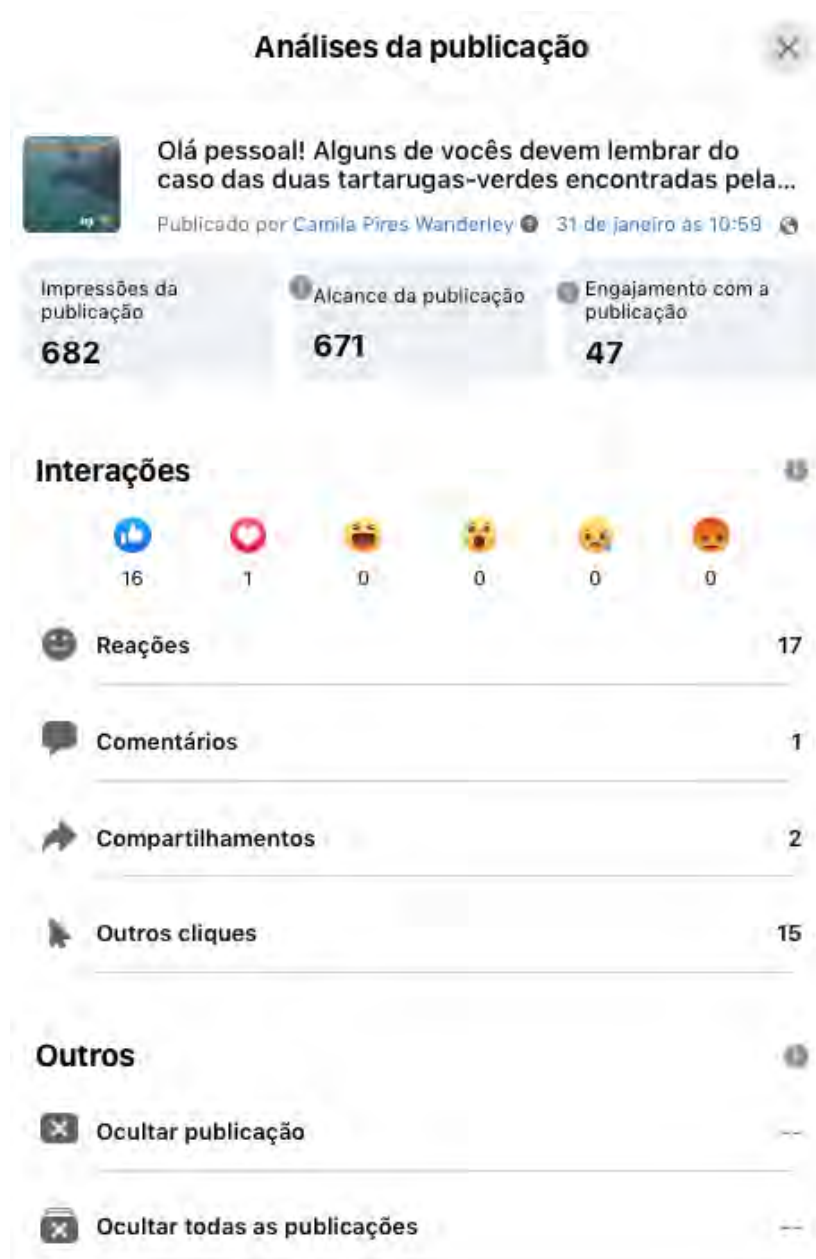 Análises da publicação
Olá pessoal! Alguns de vocês devem lembrar do
caso das duas tartarugas-verdes encontradas pela...
Publicado por Camila Pires Wanderley 31 de janeiro às 10:59
Impressões da
publicação
682
Alcance da publicação
671
Engajamento com a
publicação
47
Interações
16 1 0 0 0 0
Reações 17
Comentários 1
Compartilhamentos 2
Outros cliques 15
Outros
Ocultar publicação --
Ocultar todas as publicações --